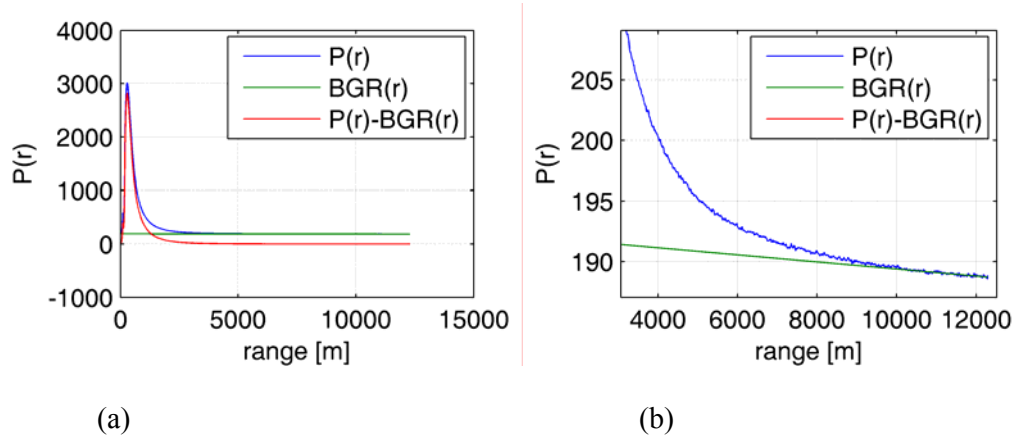 4000
3000
2000
1000
0
-1000
P(r)
P(r)
BGR(r)
P(r)-BGR(r)
0
5000
10000
15000
range [m]
205
200
195
190
P(r)
P(r)
BGR(r)
P(r)-BGR(r)
4000
6000
8000
10000
12000
range [m]
(a)
(b)